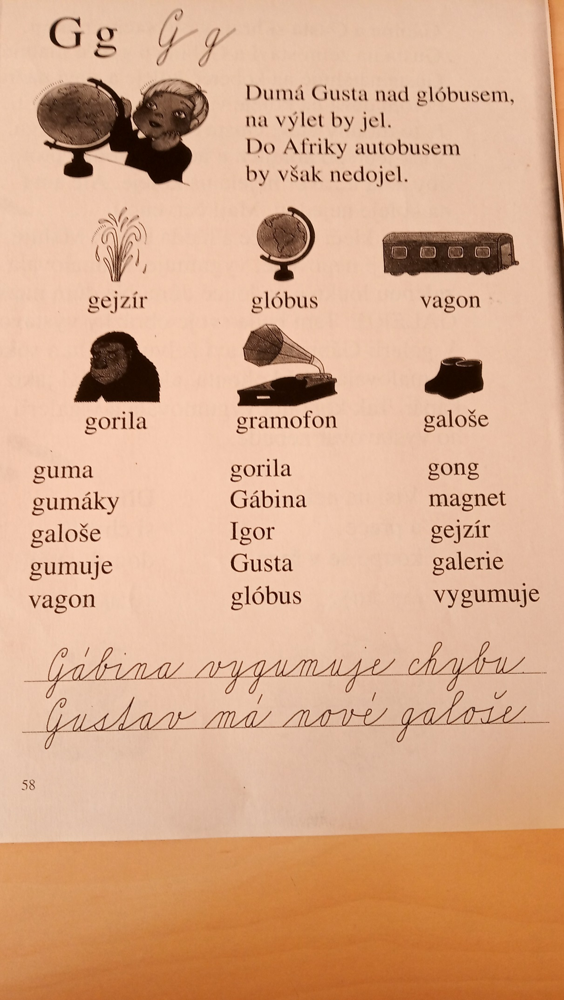 G g G g
Dumá Gusta nad glóbusem,
na výlet by jel.
Do Afriky autobusem
by však nedojel.
gejzír glóbus vagon
gorila gramofon galoše
guma gorila gong
gumáky Gábina magnet
galoše Igor gejzír
gumuje Gusta galerie
vagon glóbus vygumuje
Gábina vygumuje chybu.
Gustav má nové galoše.
58